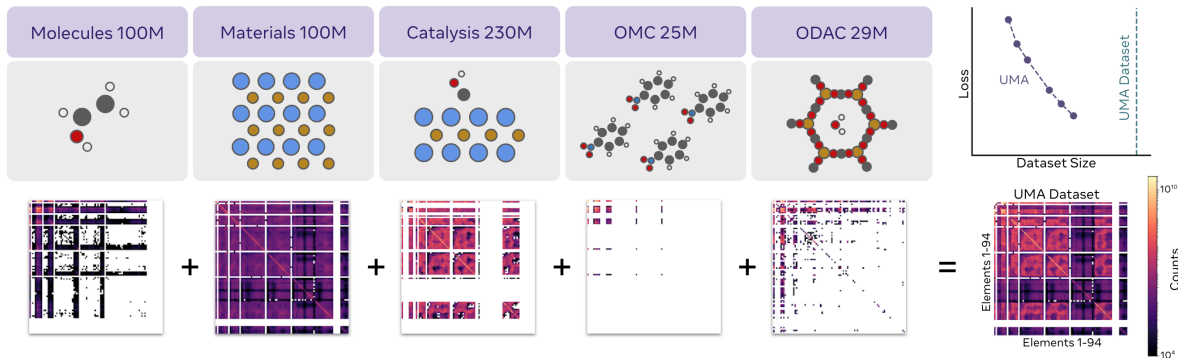 Molecules 100M
Materials 100M
Catalysis 230M
OMC 25M
ODAC 29M
Loss
UMA
UMA Dataset
Dataset Size
+
+
+
+
=
UMA Dataset
Elements 1-94
Elements 1-94
10¹⁰
Counts
10⁴